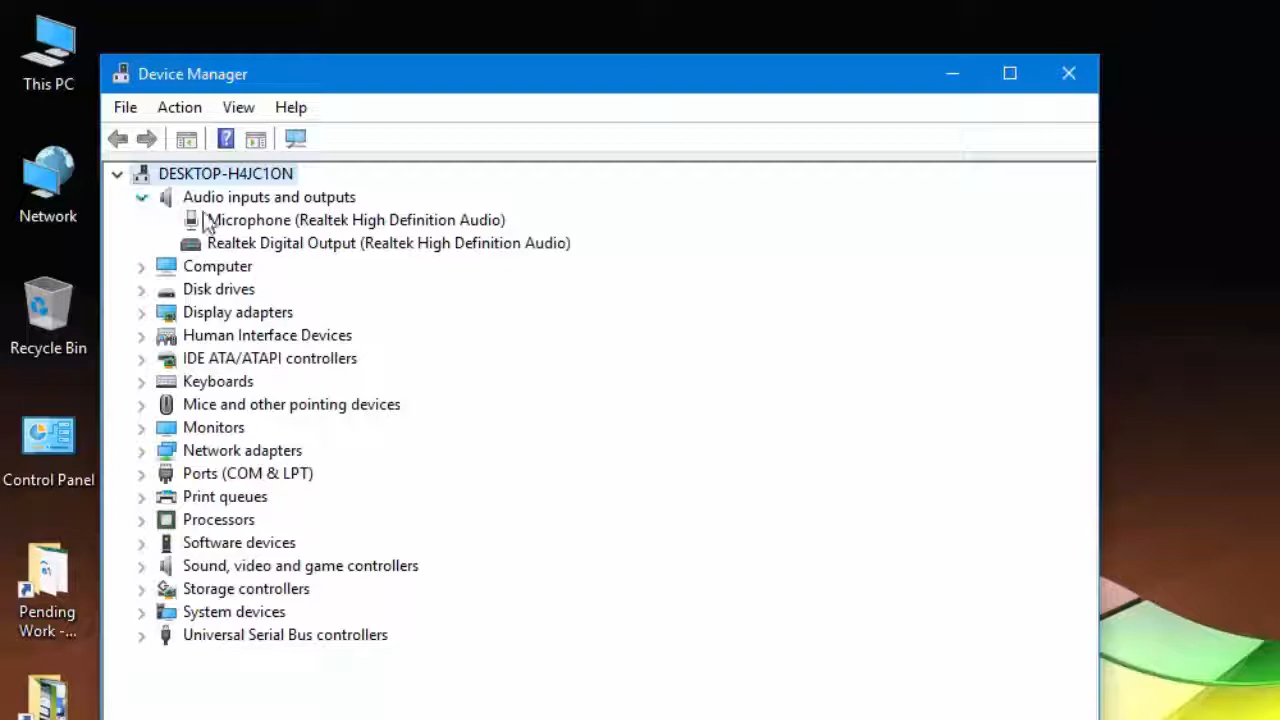 This PC
Network
Recycle Bin
Control Panel
Pending
Work -...
Device Manager
File Action View Help
DESKTOP-H4JC1ON
Audio inputs and outputs
Microphone (Realtek High Definition Audio)
Realtek Digital Output (Realtek High Definition Audio)
Computer
Disk drives
Display adapters
Human Interface Devices
IDE ATA/ATAPI controllers
Keyboards
Mice and other pointing devices
Monitors
Network adapters
Ports (COM & LPT)
Print queues
Processors
Software devices
Sound, video and game controllers
Storage controllers
System devices
Universal Serial Bus controllers